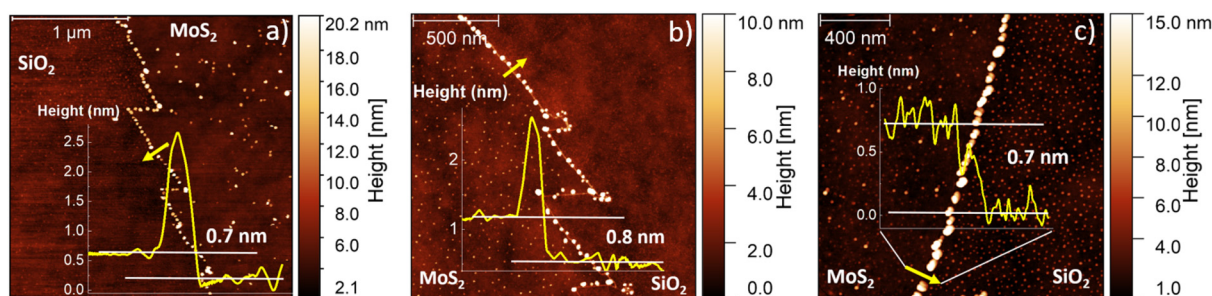 1 µm
MoS2
a)
SiO2
Height (nm)
2.5
2.0
1.5
1.0
0.5
0.0
0.7 nm
20.2 nm
18.0
16.0
14.0
12.0
10.0
8.0
6.0
4.0
2.1
Height [nm]
500 nm
b)
Height (nm)
2
1
0.8 nm
MoS2
SiO2
10.0 nm
8.0
6.0
4.0
2.0
0.0
Height [nm]
400 nm
c)
Height (nm)
1.0
0.5
0.0
0.7 nm
MoS2
SiO2
15.0 nm
12.0
10.0
8.0
6.0
4.0
1.0
Height [nm]